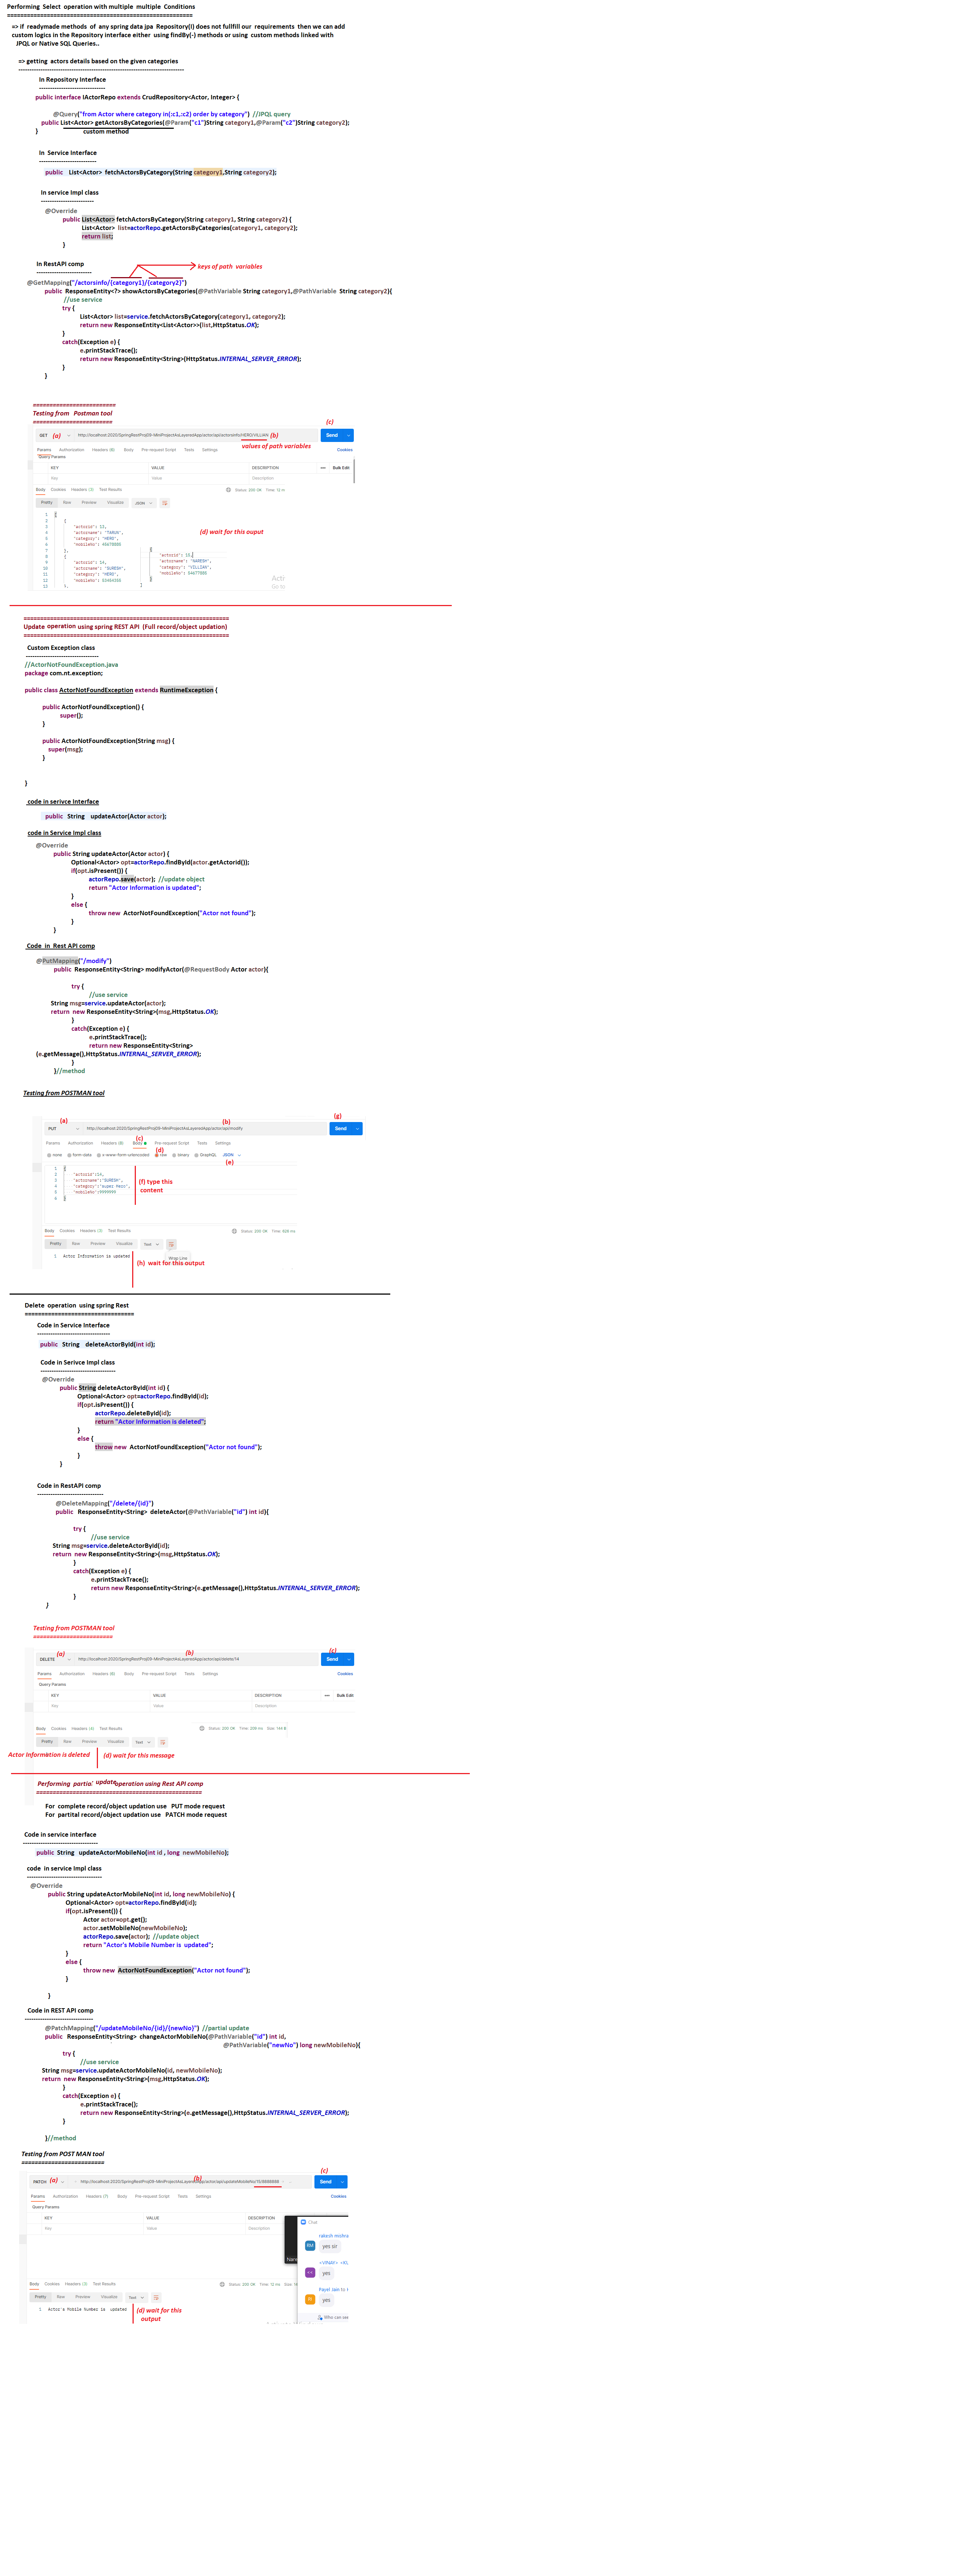 Performing Select operation with multiple multiple Conditions
=========================================================
=> if readymade methods of any spring data jpa Repository(I) does not fullfill our requirements then we can add
custom logics in the Repository interface either using findBy(-) methods or using custom methods linked with
JPQL or Native SQL Queries..
=> getting actors details based on the given categories
---------------------------------------------------------------------
In Repository Interface
------------------------------
public interface IActorRepo extends CrudRepository<Actor, Integer> {
@Query("from Actor where category in(:c1,:c2) order by category") //JPQL query
public List<Actor> getActorsByCategories(@Param("c1")String category1,@Param("c2")String category2);
} custom method
In Service Interface
--------------------------
public List<Actor> fetchActorsByCategory(String category1,String category2);
In service Impl class
------------------------
@Override
public List<Actor> fetchActorsByCategory(String category1, String category2) {
List<Actor> list=actorRepo.getActorsByCategories(category1, category2);
return list;
}
In RestAPI comp
-------------------------
keys of path variables
@GetMapping("/actorsinfo/{category1}/{category2}")
public ResponseEntity<?> showActorsByCategories(@PathVariable String category1,@PathVariable String category2){
//use service
try {
List<Actor> list=service.fetchActorsByCategory(category1, category2);
return new ResponseEntity<List<Actor>>(list,HttpStatus.OK);
}
catch(Exception e) {
e.printStackTrace();
return new ResponseEntity<String>(HttpStatus.INTERNAL_SERVER_ERROR);
}
}
=========================
Testing from Postman tool
========================
(c)
GET (a) http://localhost:2020/SpringRestProj09-MiniProjectAsLayeredApp/actor/api/actorsinfo/HERO/VILLIAN (b) Send
values of path variables
Params Authorization Headers (6) Body Pre-request Script Tests Settings Cookies
Query Params
KEY VALUE DESCRIPTION ••• Bulk Edit
Key Value Description
Body Cookies Headers (3) Test Results Status: 200 OK Time: 12 m
Pretty Raw Preview Visualize JSON
1 [
2 {
3 "actorid": 13,
4 "actorname": "TARUN",
5 "category": "HERO",
6 "mobileNo": 45678888
7 },
8 {
9 "actorid": 14,
10 "actorname": "SURESH",
11 "category": "HERO",
12 "mobileNo": 83464565
13 },
(d) wait for this ouput
{
"actorid": 15,
"actorname": "NARESH",
"category": "VILLIAN",
"mobileNo": 54677888
}
]
Acti
Go to
==============================================================
Update operation using spring REST API (Full record/object updation)
==============================================================
Custom Exception class
---------------------------------
//ActorNotFoundException.java
package com.nt.exception;
public class ActorNotFoundException extends RuntimeException {
public ActorNotFoundException() {
super();
}
public ActorNotFoundException(String msg) {
super(msg);
}
}
code in serivce Interface
public String updateActor(Actor actor);
code in Service Impl class
@Override
public String updateActor(Actor actor) {
Optional<Actor> opt=actorRepo.findById(actor.getActorid());
if(opt.isPresent()) {
actorRepo.save(actor); //update object
return "Actor Information is updated";
}
else {
throw new ActorNotFoundException("Actor not found");
}
}
Code in Rest API comp
@PutMapping("/modify")
public ResponseEntity<String> modifyActor(@RequestBody Actor actor){
try {
//use service
String msg=service.updateActor(actor);
return new ResponseEntity<String>(msg,HttpStatus.OK);
}
catch(Exception e) {
e.printStackTrace();
return new ResponseEntity<String>
(e.getMessage(),HttpStatus.INTERNAL_SERVER_ERROR);
}
}//method
Testing from POSTMAN tool
(a) (b) (g)
PUT http://localhost:2020/SpringRestProj09-MiniProjectAsLayeredApp/actor/api/modify Send
(c)
Params Authorization Headers (8) Body Pre-request Script Tests Settings
(d)
none form-data x-www-form-urlencoded raw binary GraphQL JSON
(e)
1 {
2 "actorid":14,
3 "actorname":"SURESH",
4 "category":"super hero",
5 "mobileNo":9999999
6 }
(f) type this
content
Body Cookies Headers (3) Test Results Status: 200 OK Time: 826 ms
Pretty Raw Preview Visualize Text
1 Actor Information is updated
Wrap Line
(h) wait for this output
Delete operation using spring Rest
=================================
Code in Service Interface
---------------------------------
public String deleteActorById(int id);
Code in Serivce Impl class
----------------------------------
@Override
public String deleteActorById(int id) {
Optional<Actor> opt=actorRepo.findById(id);
if(opt.isPresent()) {
actorRepo.deleteById(id);
return "Actor Information is deleted";
}
else {
throw new ActorNotFoundException("Actor not found");
}
}
Code in RestAPI comp
------------------------------
@DeleteMapping("/delete/{id}")
public ResponseEntity<String> deleteActor(@PathVariable("id") int id){
try {
//use service
String msg=service.deleteActorById(id);
return new ResponseEntity<String>(msg,HttpStatus.OK);
}
catch(Exception e) {
e.printStackTrace();
return new ResponseEntity<String>(e.getMessage(),HttpStatus.INTERNAL_SERVER_ERROR);
}
}
Testing from POSTMAN tool
========================
(a) (b) (c)
DELETE http://localhost:2020/SpringRestProj09-MiniProjectAsLayeredApp/actor/api/delete/14 Send
Params Authorization Headers (6) Body Pre-request Script Tests Settings Cookies
Query Params
KEY VALUE DESCRIPTION ••• Bulk Edit
Key Value Description
Body Cookies Headers (4) Test Results Status: 200 OK Time: 209 ms Size: 144 B
Pretty Raw Preview Visualize Text
Actor Information is deleted (d) wait for this message
Performing partial update operation using Rest API comp
==================================================
For complete record/object updation use PUT mode request
For partital record/object updation use PATCH mode request
Code in service interface
----------------------------------
public String updateActorMobileNo(int id , long newMobileNo);
code in service Impl class
----------------------------------
@Override
public String updateActorMobileNo(int id, long newMobileNo) {
Optional<Actor> opt=actorRepo.findById(id);
if(opt.isPresent()) {
Actor actor=opt.get();
actor.setMobileNo(newMobileNo);
actorRepo.save(actor); //update object
return "Actor's Mobile Number is updated";
}
else {
throw new ActorNotFoundException("Actor not found");
}
}
Code in REST API comp
-------------------------------
@PatchMapping("/updateMobileNo/{id}/{newNo}") //partial update
public ResponseEntity<String> changeActorMobileNo(@PathVariable("id") int id,
@PathVariable("newNo") long newMobileNo){
try {
//use service
String msg=service.updateActorMobileNo(id, newMobileNo);
return new ResponseEntity<String>(msg,HttpStatus.OK);
}
catch(Exception e) {
e.printStackTrace();
return new ResponseEntity<String>(e.getMessage(),HttpStatus.INTERNAL_SERVER_ERROR);
}
}//method
Testing from POST MAN tool
=========================
(a) (b) (c)
PATCH http://localhost:2020/SpringRestProj09-MiniProjectAsLayeredApp/actor/api/updateMobileNo/15/8888888 Send
Params Authorization Headers (7) Body Pre-request Script Tests Settings Cookies
Query Params
KEY VALUE DESCRIPTION
Key Value Description
Chat
rakesh mishra
RM yes sir
yes
Payel Jain to
yes
Who can see
Body Cookies Headers (3) Test Results Status: 200 OK Time: 12 ms
Pretty Raw Preview Visualize Text
1 Actor's Mobile Number is updated
(d) wait for this
output